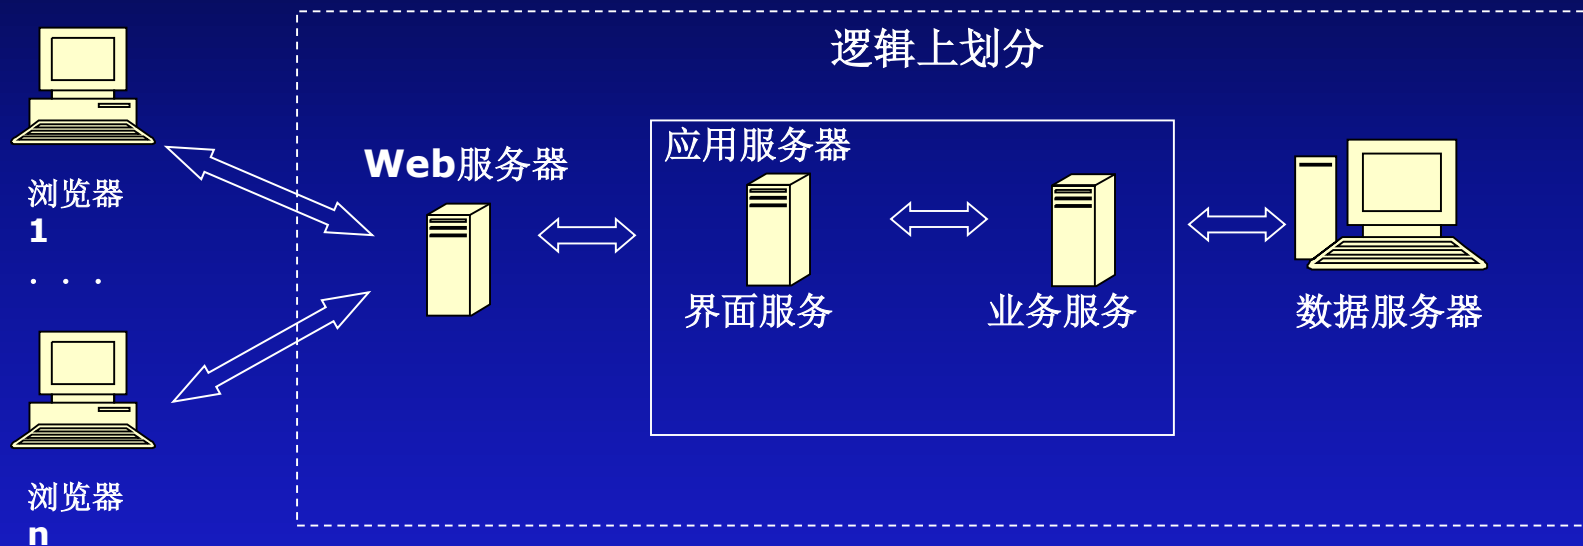 逻辑上划分
浏览器
1
. . .
浏览器
n
Web服务器
应用服务器
界面服务
业务服务
数据服务器